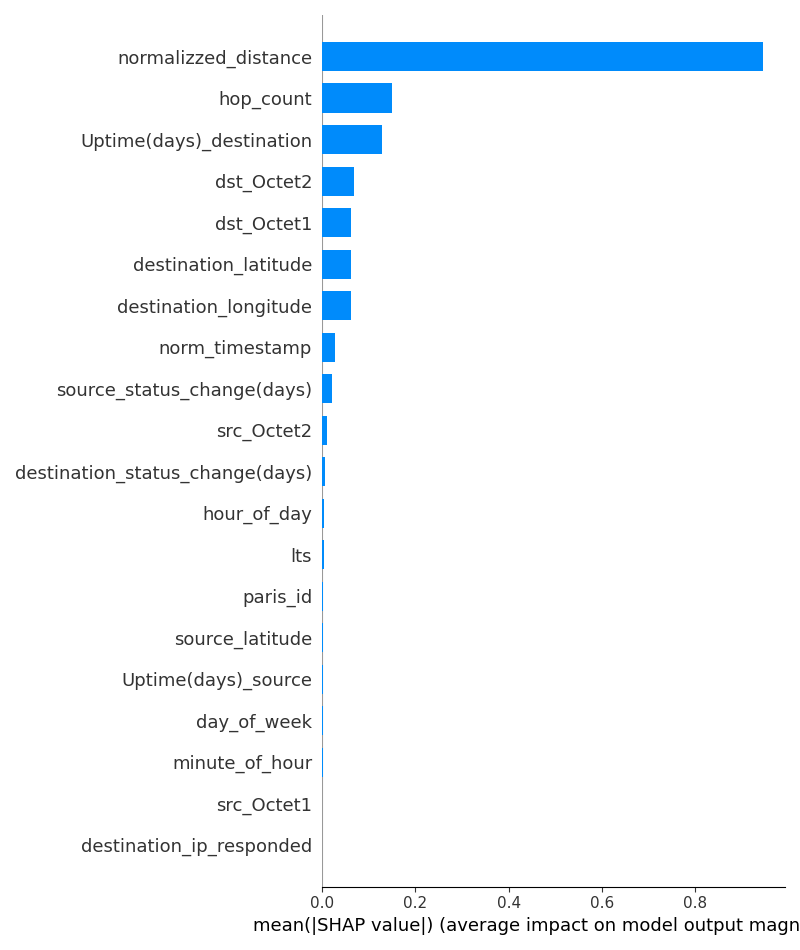 normalizzed_distance
hop_count
Uptime(days)_destination
dst_Octet2
dst_Octet1
destination_latitude
destination_longitude
norm_timestamp
source_status_change(days)
src_Octet2
destination_status_change(days)
hour_of_day
lts
paris_id
source_latitude
Uptime(days)_source
day_of_week
minute_of_hour
src_Octet1
destination_ip_responded
0.0 0.2 0.4 0.6 0.8
mean(|SHAP value|) (average impact on model output magn